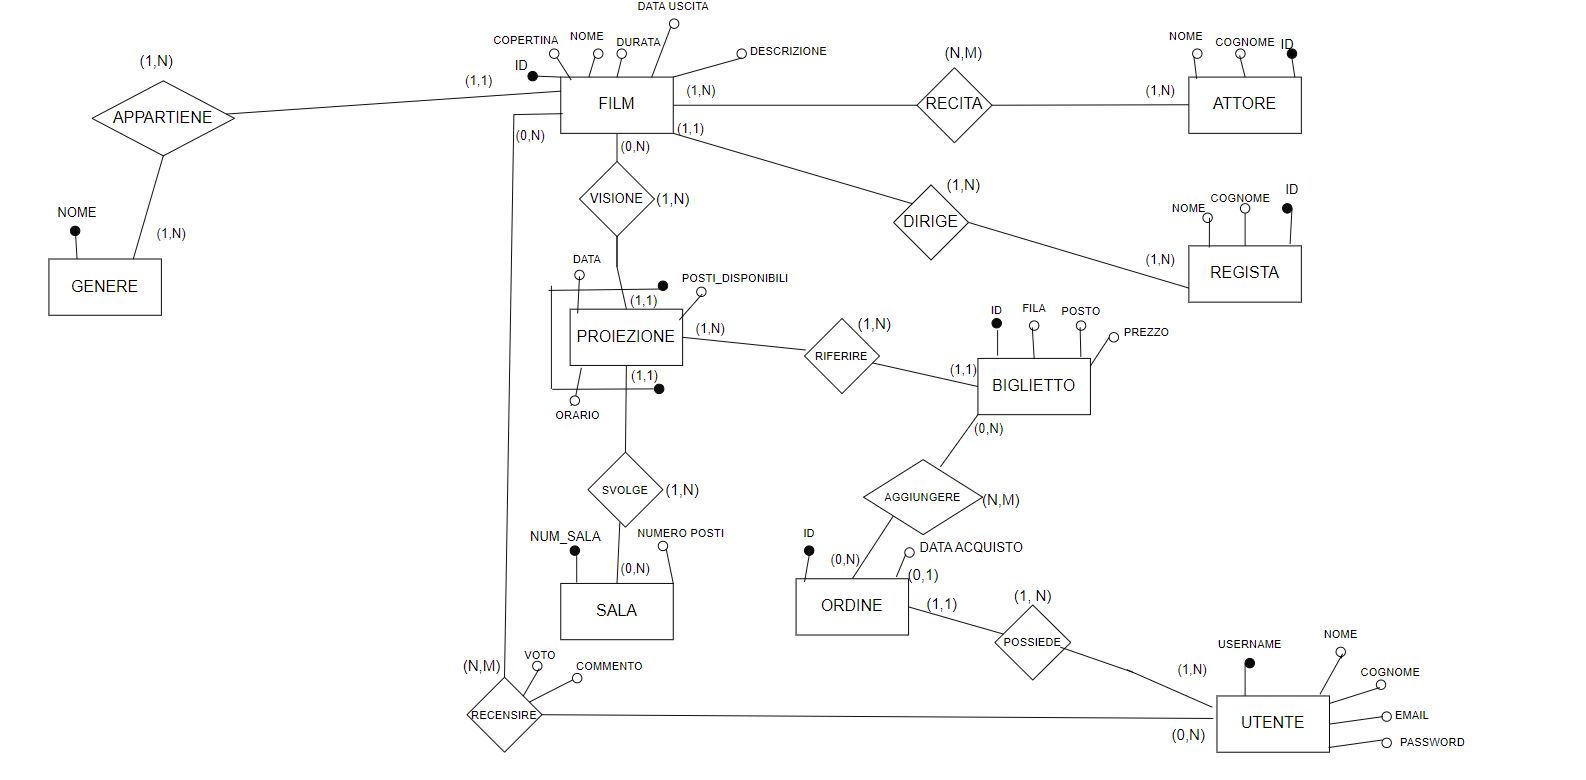 DATA USCITA
COPERTINA
NOME
DURATA
DESCRIZIONE
ID
NOME
COGNOME
ID
(1,N)
(1,1)
FILM
(1,N)
(N,M)
(1,N)
APPARTIENE
RECITA
ATTORE
(0,N)
(1,1)
(0,N)
VISIONE
(1,N)
(1,N)
DIRIGE
ID
COGNOME
NOME
NOME
(1,N)
(1,N)
REGISTA
GENERE
DATA
POSTI_DISPONIBILI
(1,1)
PROIEZIONE
(1,N)
(1,N)
RIFERIRE
ID
FILA
POSTO
PREZZO
(1,1)
(1,1)
BIGLIETTO
ORARIO
(0,N)
SVOLGE
(1,N)
AGGIUNGERE
(N,M)
NUM_SALA
NUMERO POSTI
ID
DATA ACQUISTO
(0,N)
(0,N)
(0,1)
SALA
ORDINE
(1,1)
(1, N)
POSSIEDE
(N,M)
VOTO
COMMENTO
(1,N)
USERNAME
NOME
COGNOME
RECENSIRE
UTENTE
EMAIL
(0,N)
PASSWORD